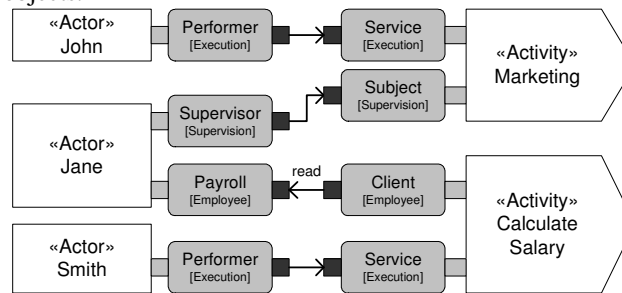 «Actor»
John
Performer
[Execution]
Service
[Execution]
«Activity»
Marketing
Supervisor
[Supervision]
Subject
[Supervision]
«Actor»
Jane
Payroll
[Employee]
read
Client
[Employee]
«Activity»
Calculate
Salary
«Actor»
Smith
Performer
[Execution]
Service
[Execution]